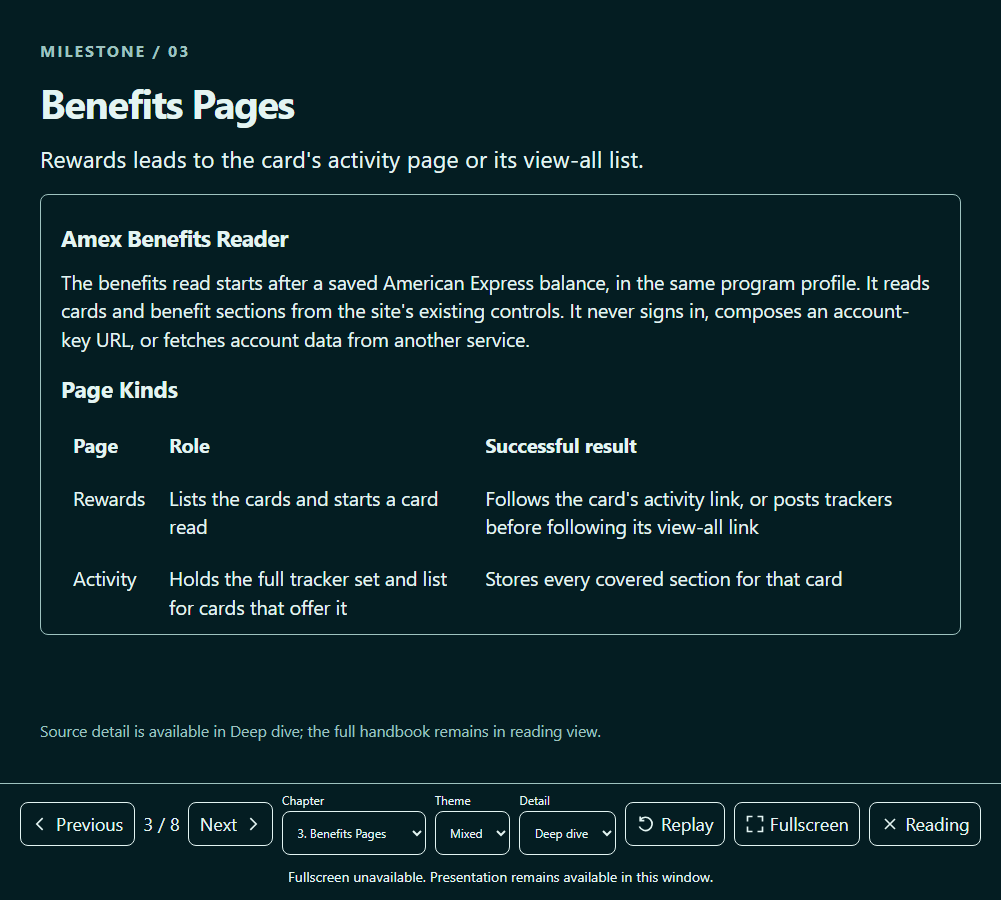 MILESTONE / 03
Benefits Pages
Rewards leads to the card's activity page or its view-all list.
Amex Benefits Reader
The benefits read starts after a saved American Express balance, in the same program profile. It reads
cards and benefit sections from the site's existing controls. It never signs in, composes an account-
key URL, or fetches account data from another service.
Page Kinds
Page Role Successful result
Rewards Lists the cards and starts a card Follows the card's activity link, or posts trackers
read before following its view-all link
Activity Holds the full tracker set and list Stores every covered section for that card
for cards that offer it
Source detail is available in Deep dive; the full handbook remains in reading view.
Chapter Theme Detail
Previous 3 / 8 Next 3. Benefits Pages Mixed Deep dive Replay Fullscreen Reading
Fullscreen unavailable. Presentation remains available in this window.